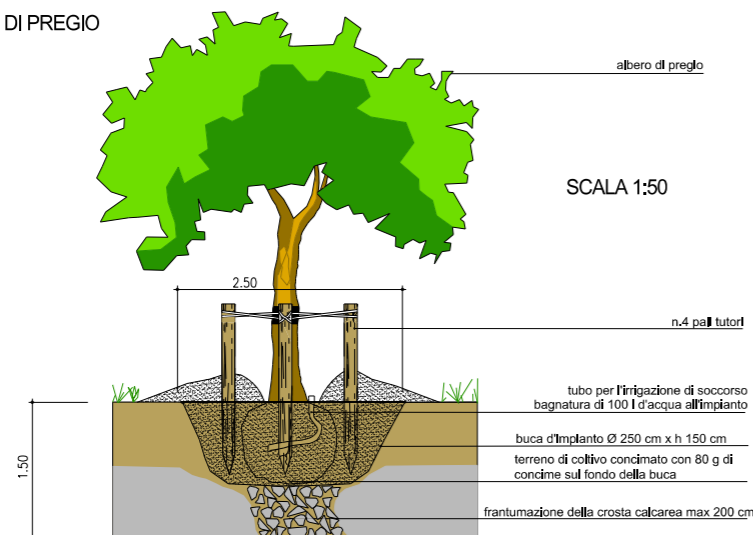 DI PREGIO
albero di pregio
SCALA 1:50
2.50
n.4 pali tutori
tubo per l'irrigazione di soccorso
bagnatura di 100 l d'acqua all'impianto
buca d'impianto Ø 250 cm x h 150 cm
terreno di coltivo concimato con 80 g di
concime sul fondo della buca
1.50
frantumazione della crosta calcarea max 200 cm